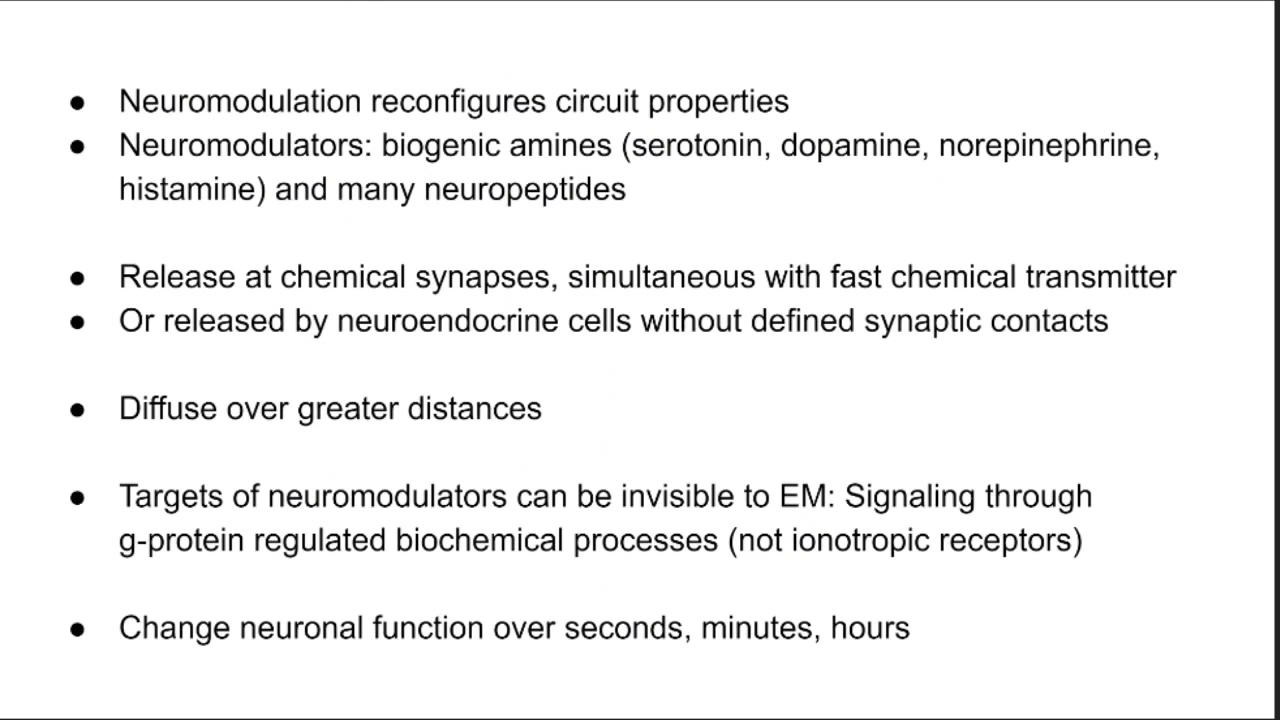 ● Neuromodulation reconfigures circuit properties
● Neuromodulators: biogenic amines (serotonin, dopamine, norepinephrine,
histamine) and many neuropeptides
● Release at chemical synapses, simultaneous with fast chemical transmitter
● Or released by neuroendocrine cells without defined synaptic contacts
● Diffuse over greater distances
● Targets of neuromodulators can be invisible to EM: Signaling through
g-protein regulated biochemical processes (not ionotropic receptors)
● Change neuronal function over seconds, minutes, hours